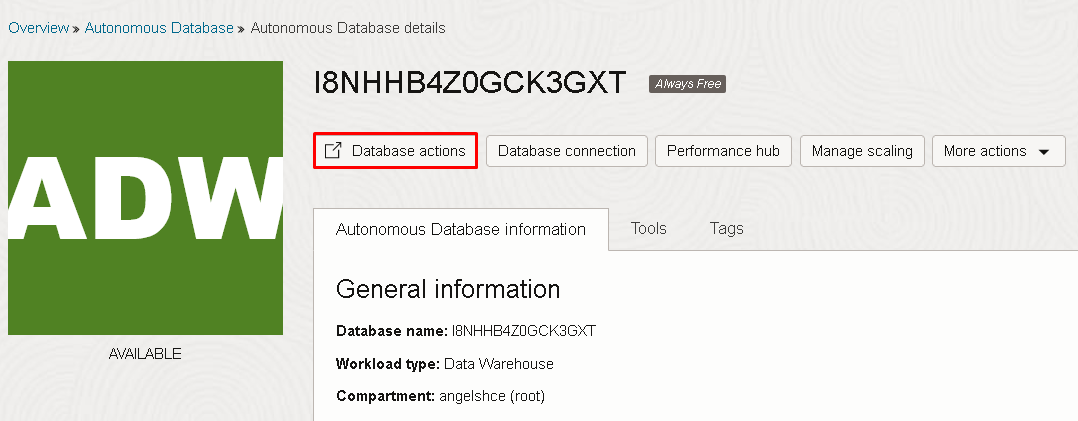 Overview » Autonomous Database » Autonomous Database details
ADW
AVAILABLE
I8NHHB4Z0GCK3GXT Always Free
Database actions Database connection Performance hub Manage scaling More actions
Autonomous Database information Tools Tags
General information
Database name: I8NHHB4Z0GCK3GXT
Workload type: Data Warehouse
Compartment: angelshce (root)